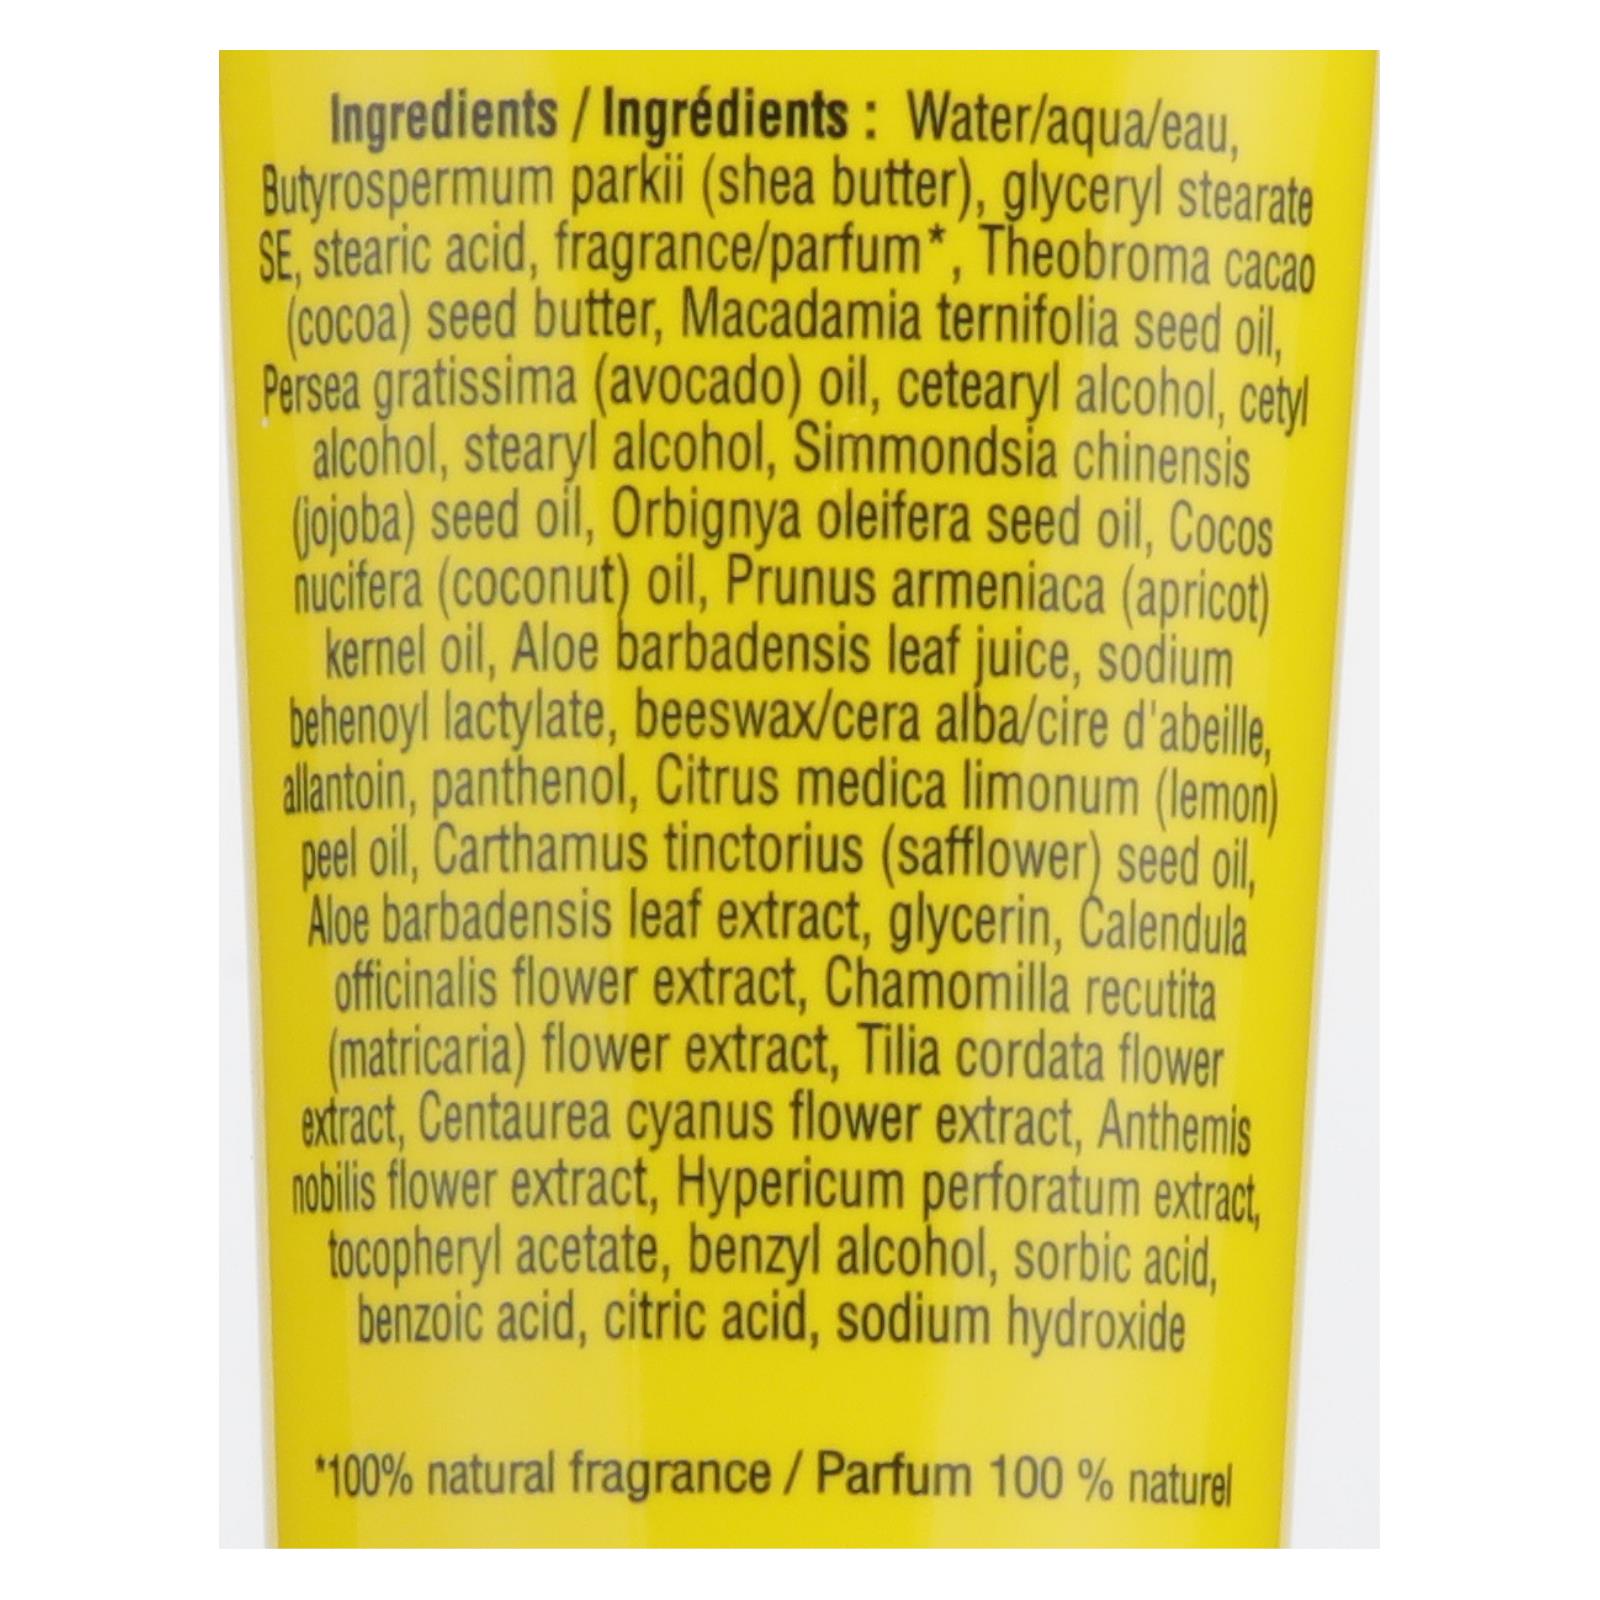 Ingredients / Ingrédients : Water/aqua/eau,
Butyrospermum parkii (shea butter), glyceryl stearate
SE, stearic acid, fragrance/parfum*, Theobroma cacao
(cocoa) seed butter, Macadamia ternifolia seed oil,
Persea gratissima (avocado) oil, cetearyl alcohol, cetyl
alcohol, stearyl alcohol, Simmondsia chinensis
(jojoba) seed oil, Orbignya oleifera seed oil, Cocos
nucifera (coconut) oil, Prunus armeniaca (apricot)
kernel oil, Aloe barbadensis leaf juice, sodium
behenoyl lactylate, beeswax/cera alba/cire d'abeille,
allantoin, panthenol, Citrus medica limonum (lemon)
peel oil, Carthamus tinctorius (safflower) seed oil,
Aloe barbadensis leaf extract, glycerin, Calendula
officinalis flower extract, Chamomilla recutita
(matricaria) flower extract, Tilia cordata flower
extract, Centaurea cyanus flower extract, Anthemis
nobilis flower extract, Hypericum perforatum extract,
tocopheryl acetate, benzyl alcohol, sorbic acid,
benzoic acid, citric acid, sodium hydroxide
*100% natural fragrance / Parfum 100 % naturel